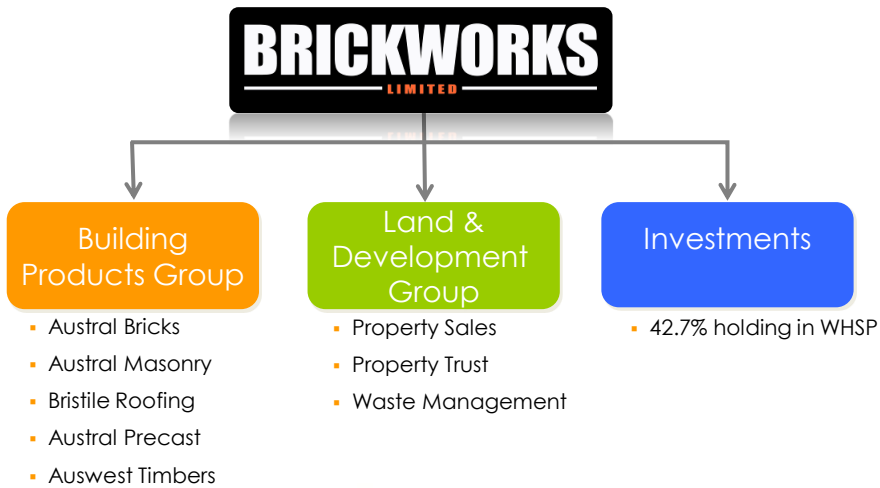 BRICKWORKS
LIMITED
Building
Products Group
Land &
Development
Group
Investments
▪ Austral Bricks
▪ Austral Masonry
▪ Bristile Roofing
▪ Austral Precast
▪ Auswest Timbers
▪ Property Sales
▪ Property Trust
▪ Waste Management
▪ 42.7% holding in WHSP